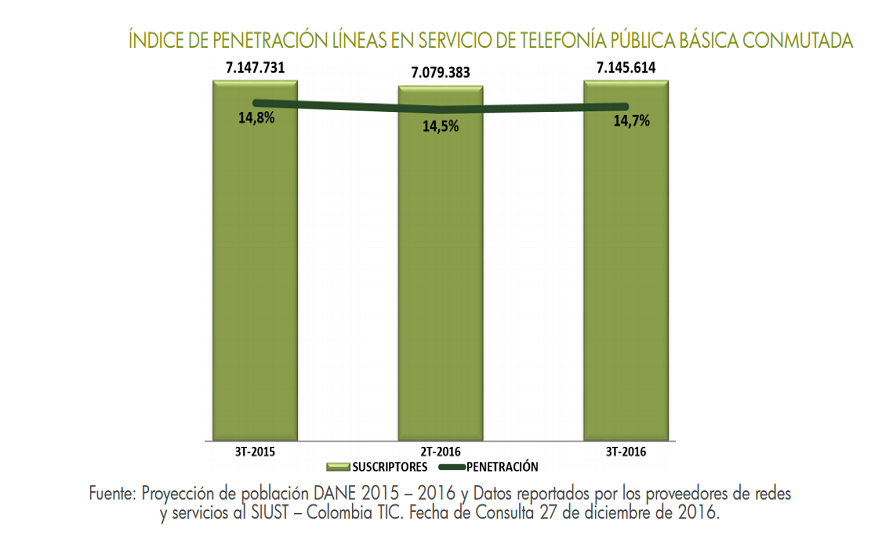 ÍNDICE DE PENETRACIÓN LÍNEAS EN SERVICIO DE TELEFONÍA PÚBLICA BÁSICA CONMUTADA
7.147.731 7.079.383 7.145.614
14,8% 14,5% 14,7%
3T-2015 2T-2016 3T-2016
SUSCRIPTORES PENETRACIÓN
Fuente: Proyección de población DANE 2015 – 2016 y Datos reportados por los proveedores de redes
y servicios al SIUST – Colombia TIC. Fecha de Consulta 27 de diciembre de 2016.